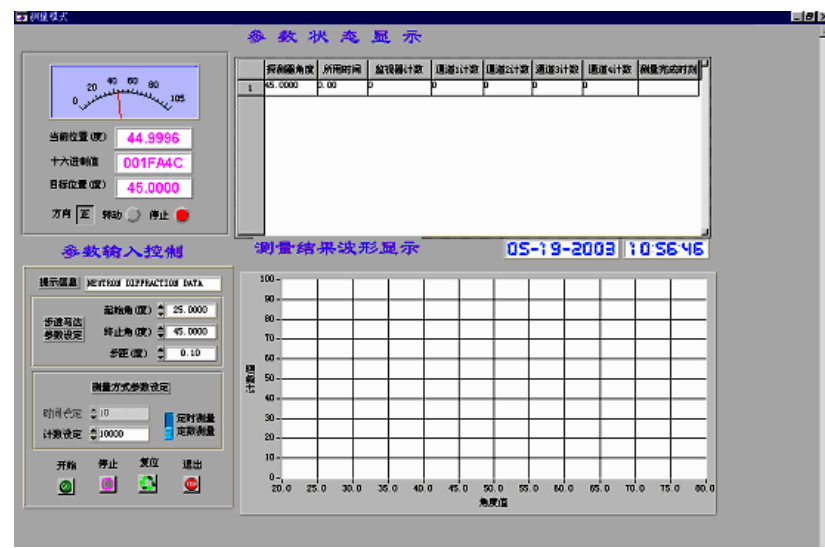 测量模式
参数状态显示
探测器角度 所用时间 监视器计数 通道1计数 通道2计数 通道3计数 通道4计数 测量完成时刻
1 45.0000 0.00 0 0 0 0 0
0 20 40 60 80 105
当前位置(度) 44.9996
十六进制值 001FA4C
目标位置(度) 45.0000
方向 正 转动 停止
参数输入控制
测量结果波形显示 05-19-2003 10:56:46
提示信息 NEUTRON DIFFRACTION DATA
步进马达
参数设定
起始角(度) 25.0000
终止角(度) 45.0000
步距(度) 0.10
测量方式参数设定
时间设定 10
计数设定 10000
定时测量
定数测量
开始 停止 复位 退出
计数值
100
90
80
70
60
50
40
30
20
10
0
20.0 25.0 30.0 35.0 40.0 45.0 50.0 55.0 60.0 65.0 70.0 75.0 80.0
角度值